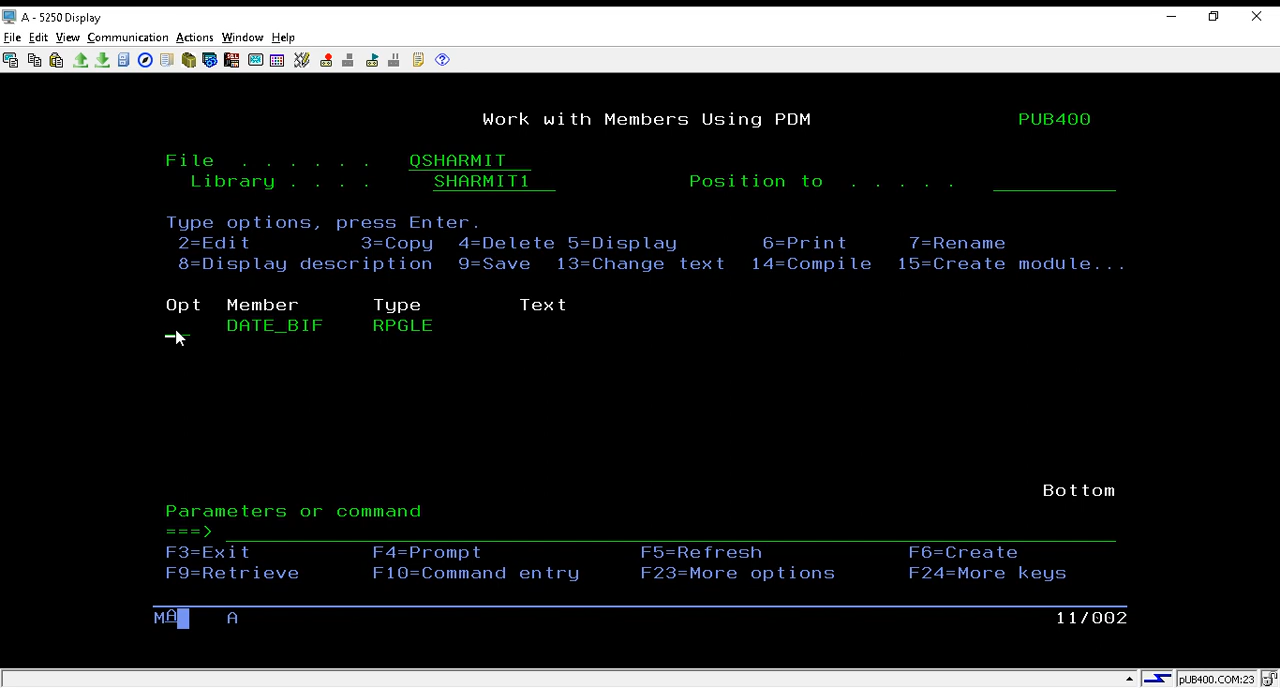 A - 5250 Display
File Edit View Communication Actions Window Help
Work with Members Using PDM PUB400
File . . . . . . QSHARMIT
Library . . . . SHARMIT1 Position to . . . . .
Type options, press Enter.
2=Edit 3=Copy 4=Delete 5=Display 6=Print 7=Rename
8=Display description 9=Save 13=Change text 14=Compile 15=Create module...
Opt Member Type Text
DATE_BIF RPGLE
Bottom
Parameters or command
===>
F3=Exit F4=Prompt F5=Refresh F6=Create
F9=Retrieve F10=Command entry F23=More options F24=More keys
MA A 11/002
pUB400.COM:23